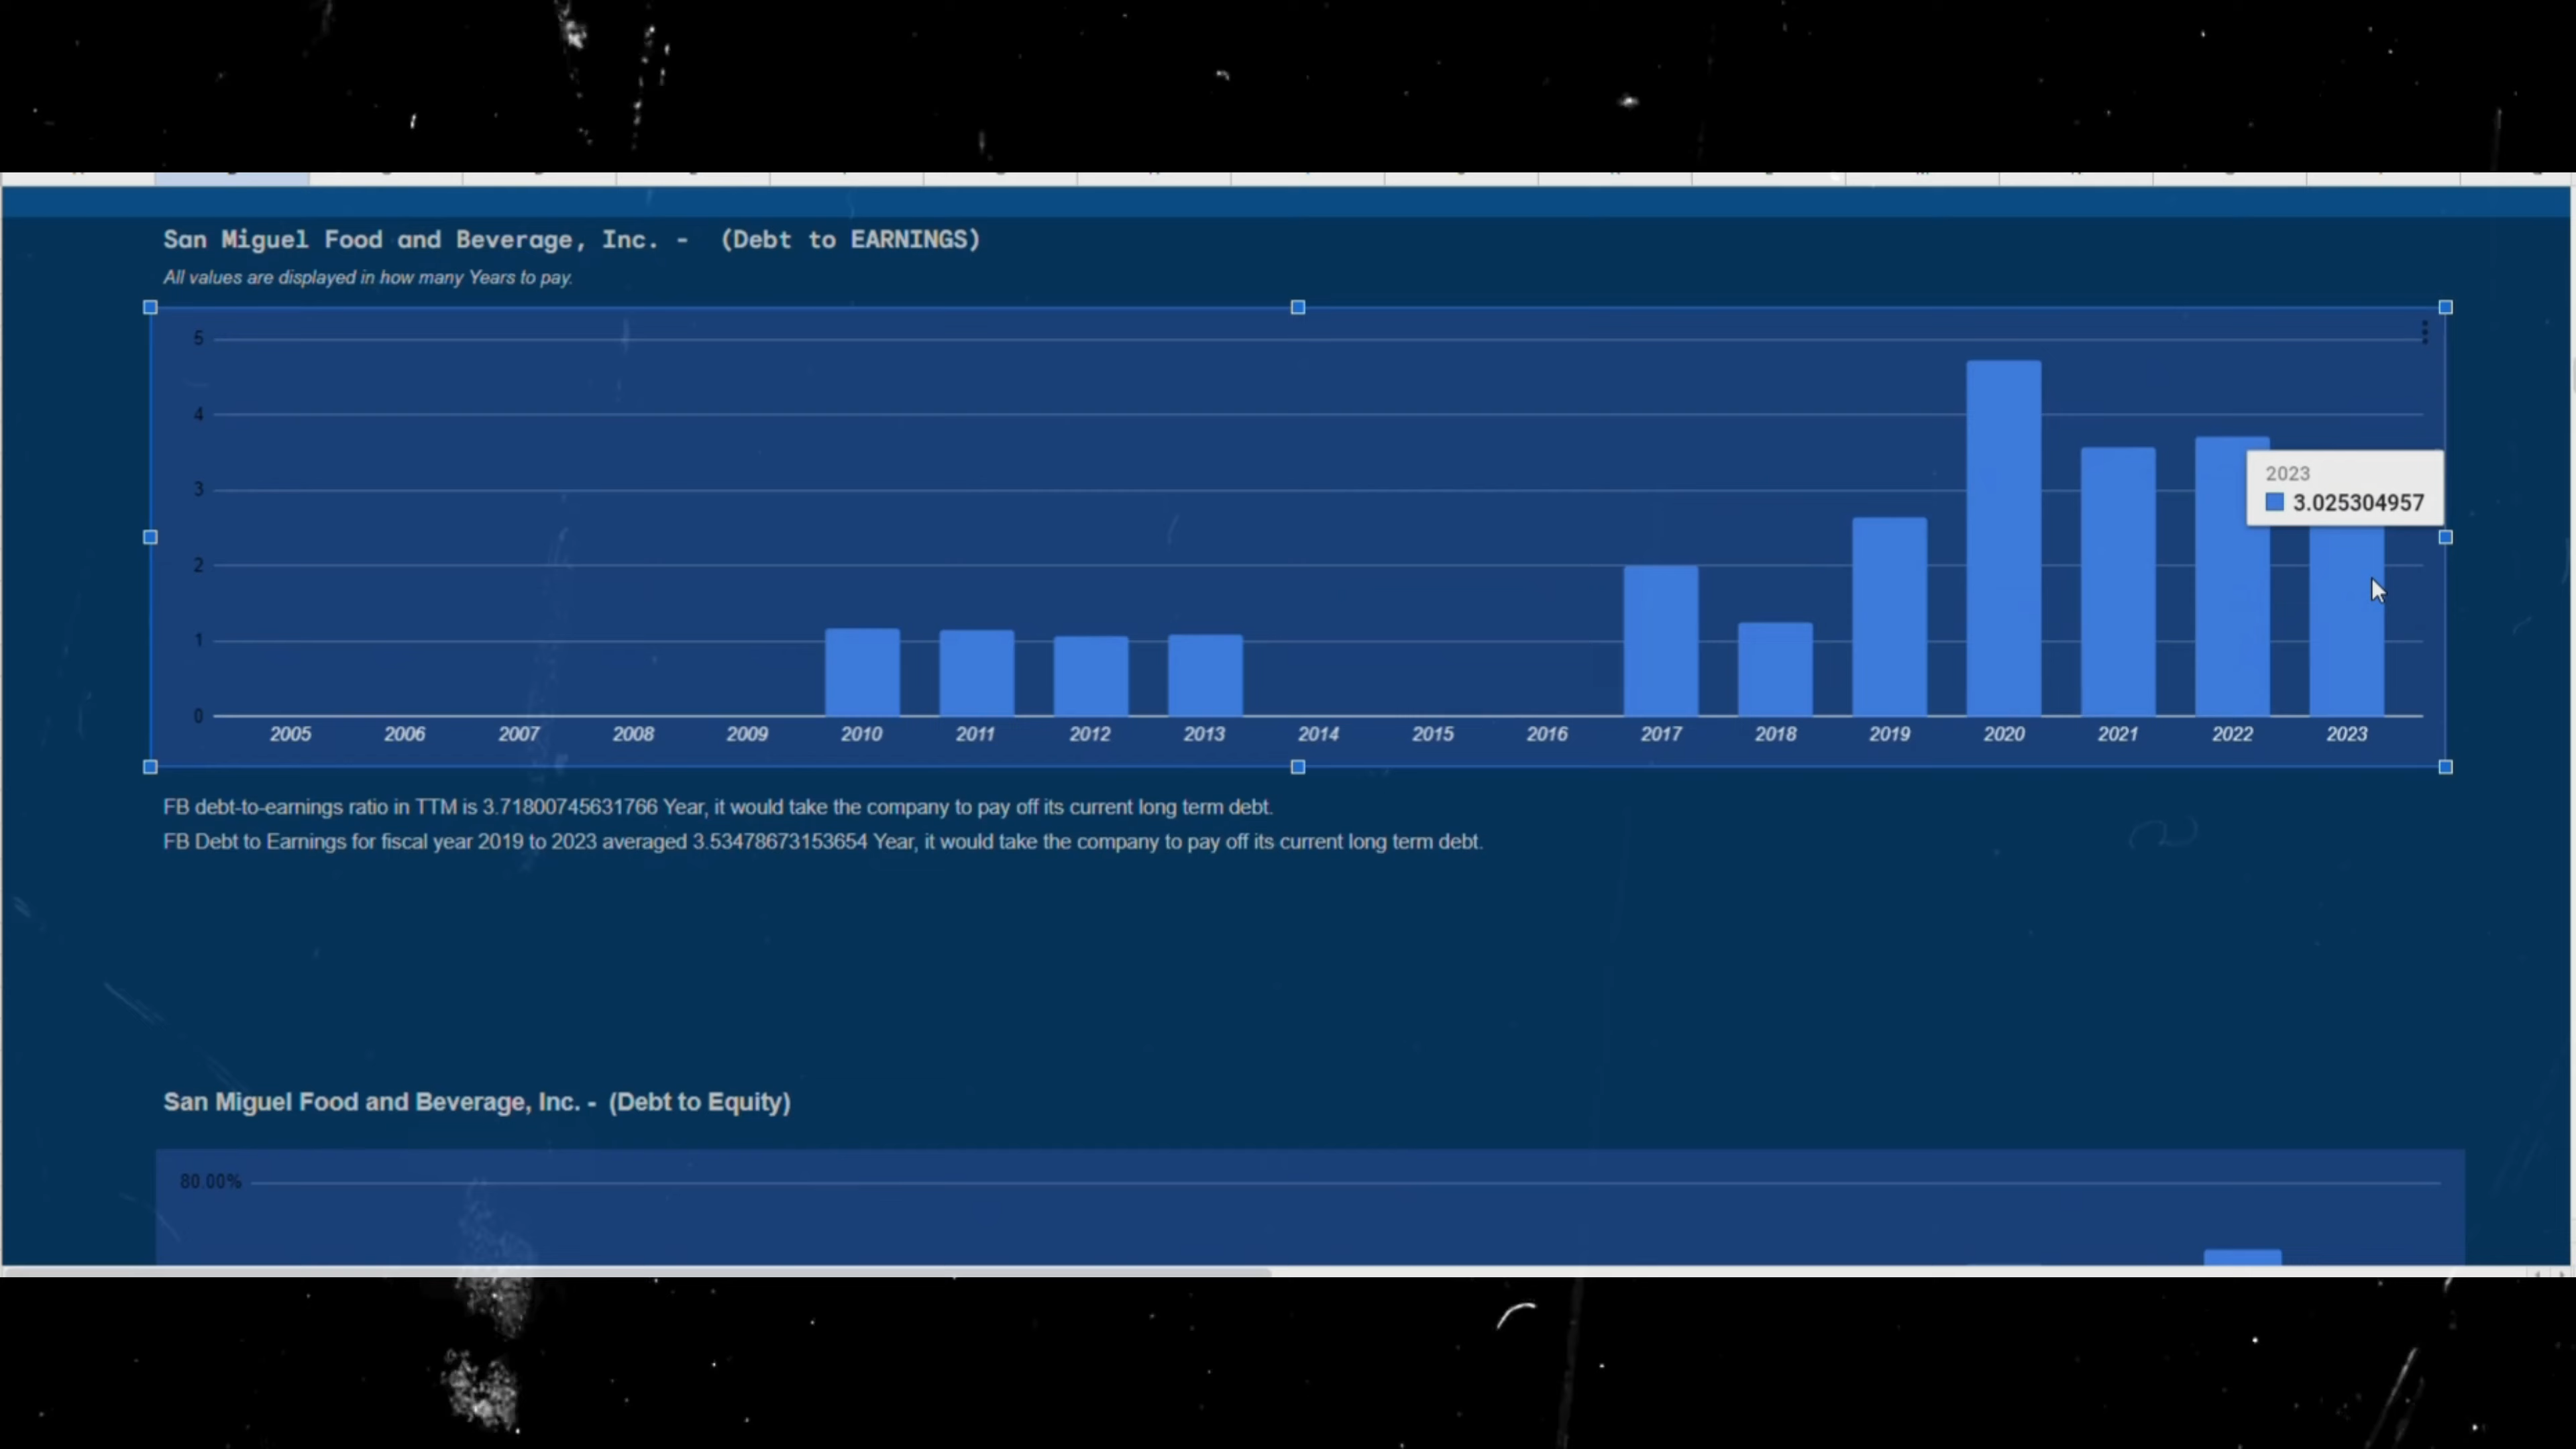 San Miguel Food and Beverage, Inc. - (Debt to EARNINGS)
All values are displayed in how many Years to pay.
5
4
3
2
1
0
2023
3.025304957
2005 2006 2007 2008 2009 2010 2011 2012 2013 2014 2015 2016 2017 2018 2019 2020 2021 2022 2023
FB debt-to-earnings ratio in TTM is 3.71800745631766 Year, it would take the company to pay off its current long term debt.
FB Debt to Earnings for fiscal year 2019 to 2023 averaged 3.53478673153654 Year, it would take the company to pay off its current long term debt.
San Miguel Food and Beverage, Inc. - (Debt to Equity)
80.00%